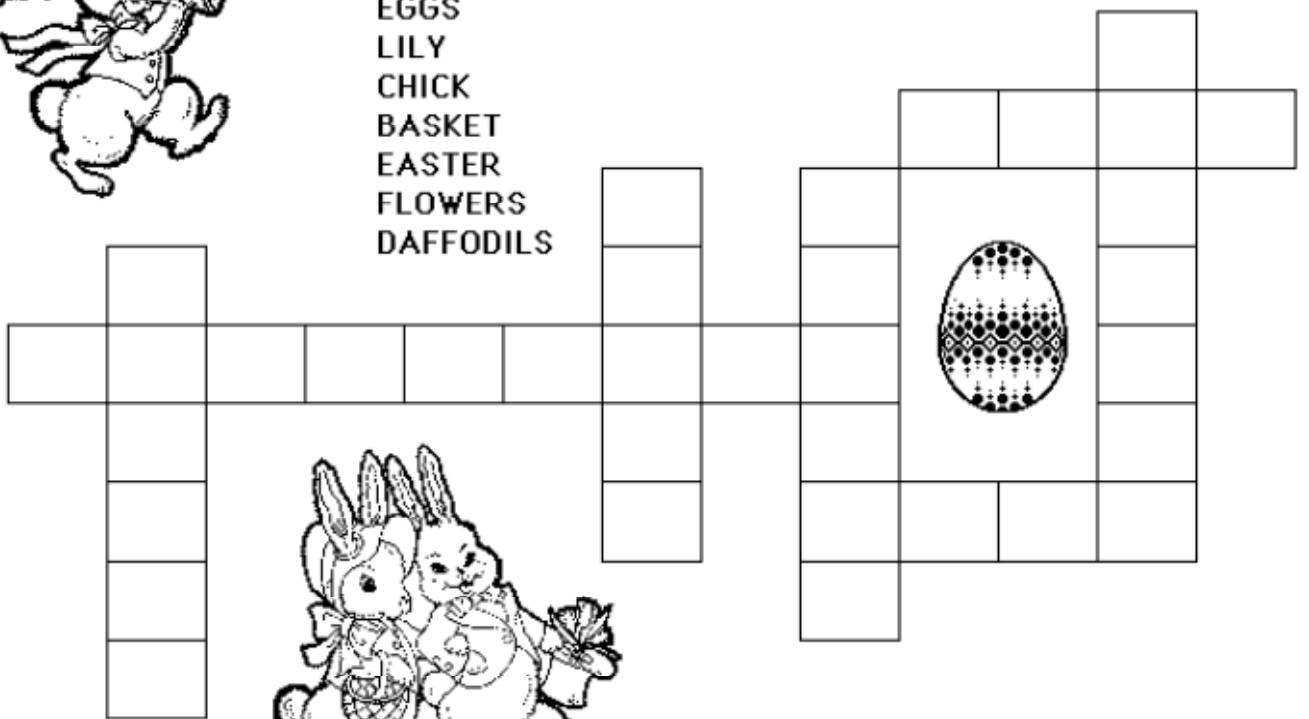 EGGS
LILY
CHICK
BASKET
EASTER
FLOWERS
DAFFODILS